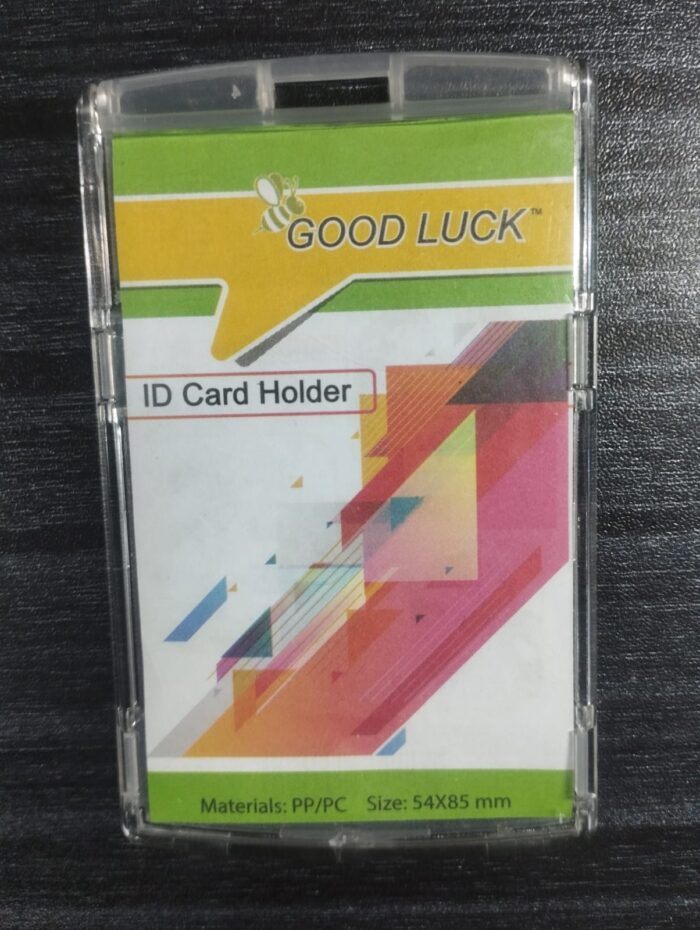 GOOD LUCK™
ID Card Holder
Materials: PP/PC Size: 54X85 mm